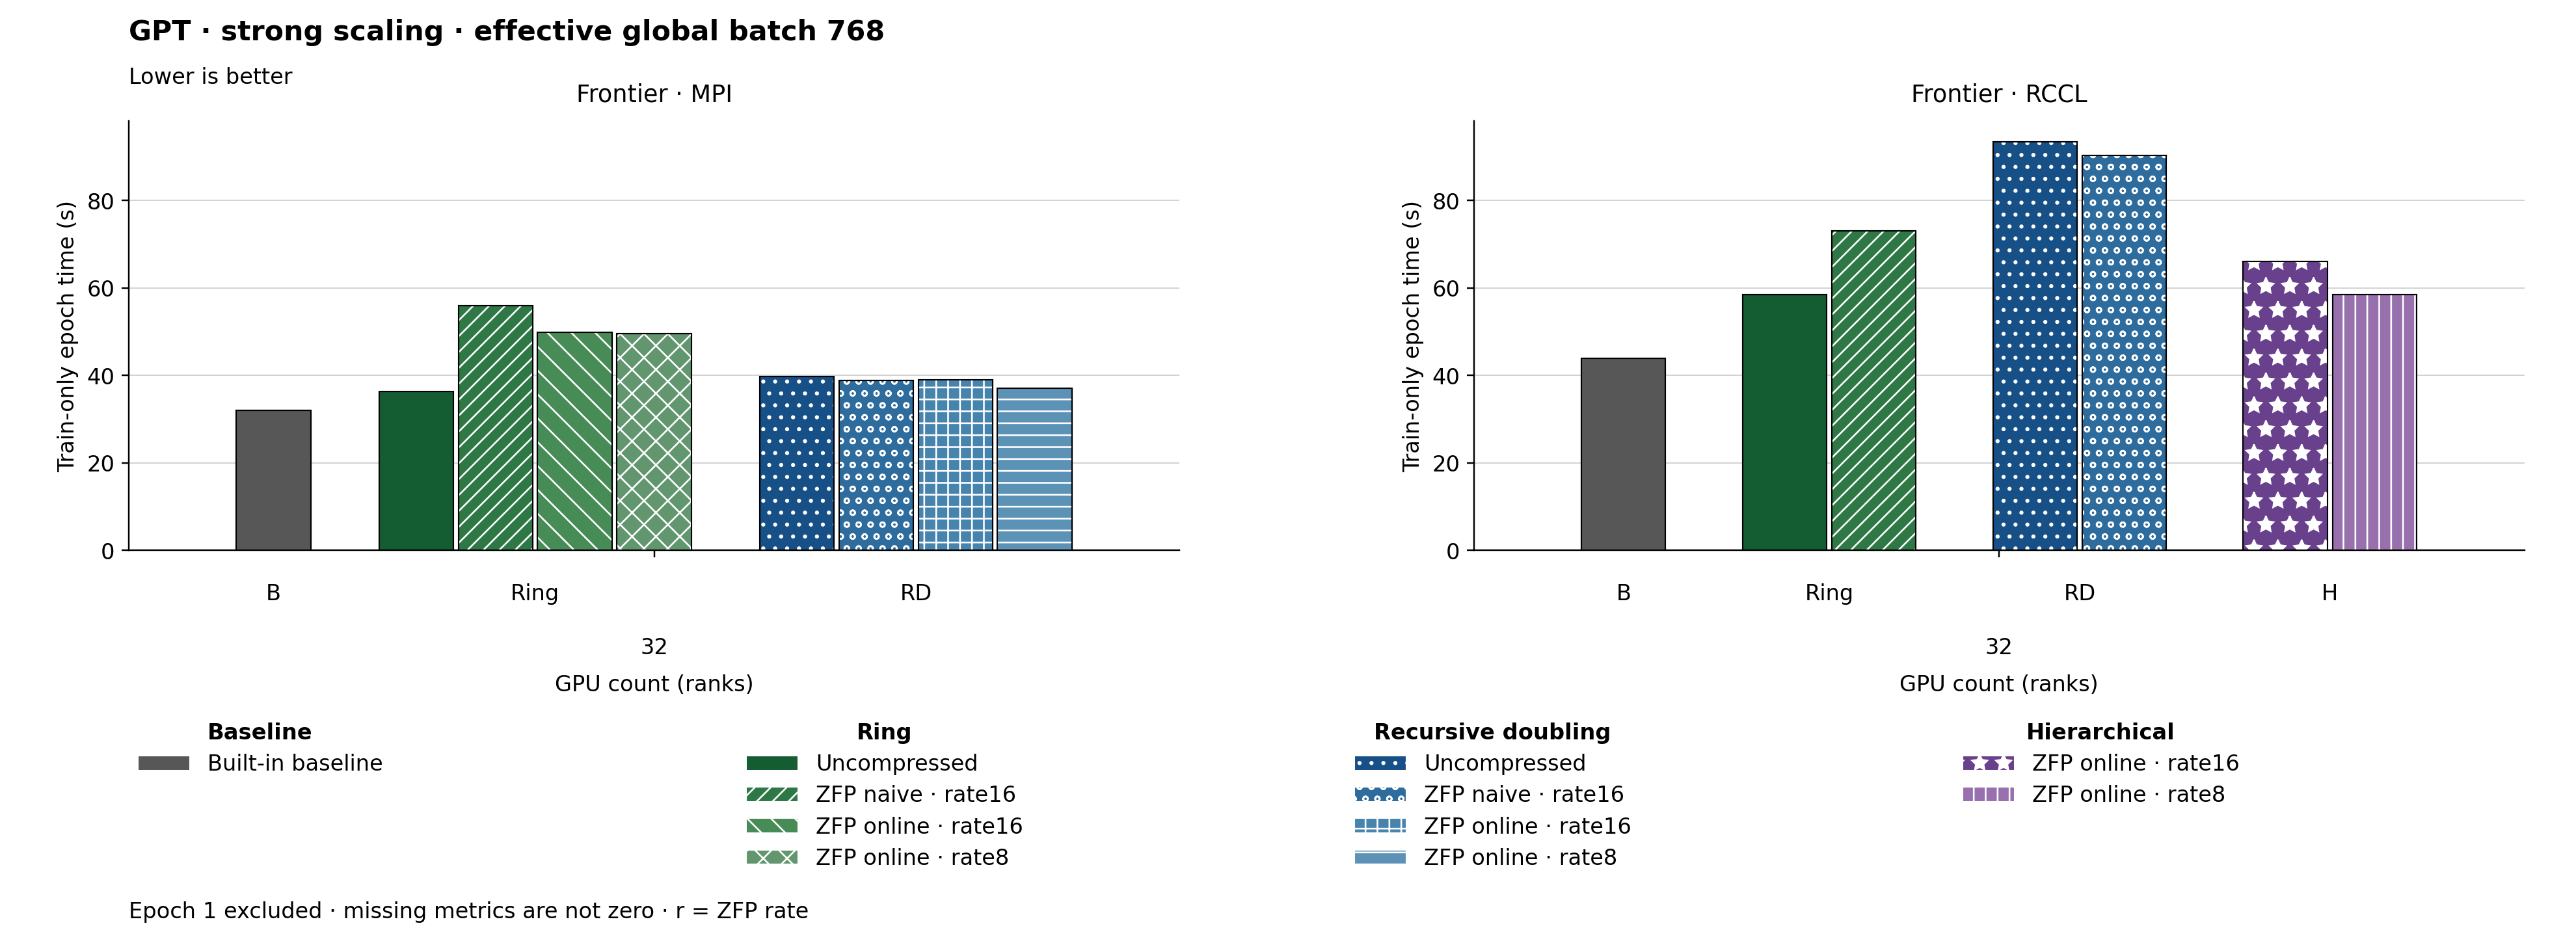 GPT · strong scaling · effective global batch 768
Lower is better
Frontier · MPI
Train-only epoch time (s)
80
60
40
20
0
B Ring RD
32
GPU count (ranks)
Frontier · RCCL
Train-only epoch time (s)
80
60
40
20
0
B Ring RD H
32
GPU count (ranks)
Baseline
Built-in baseline
Ring
Uncompressed
ZFP naive · rate16
ZFP online · rate16
ZFP online · rate8
Recursive doubling
Uncompressed
ZFP naive · rate16
ZFP online · rate16
ZFP online · rate8
Hierarchical
ZFP online · rate16
ZFP online · rate8
Epoch 1 excluded · missing metrics are not zero · r = ZFP rate